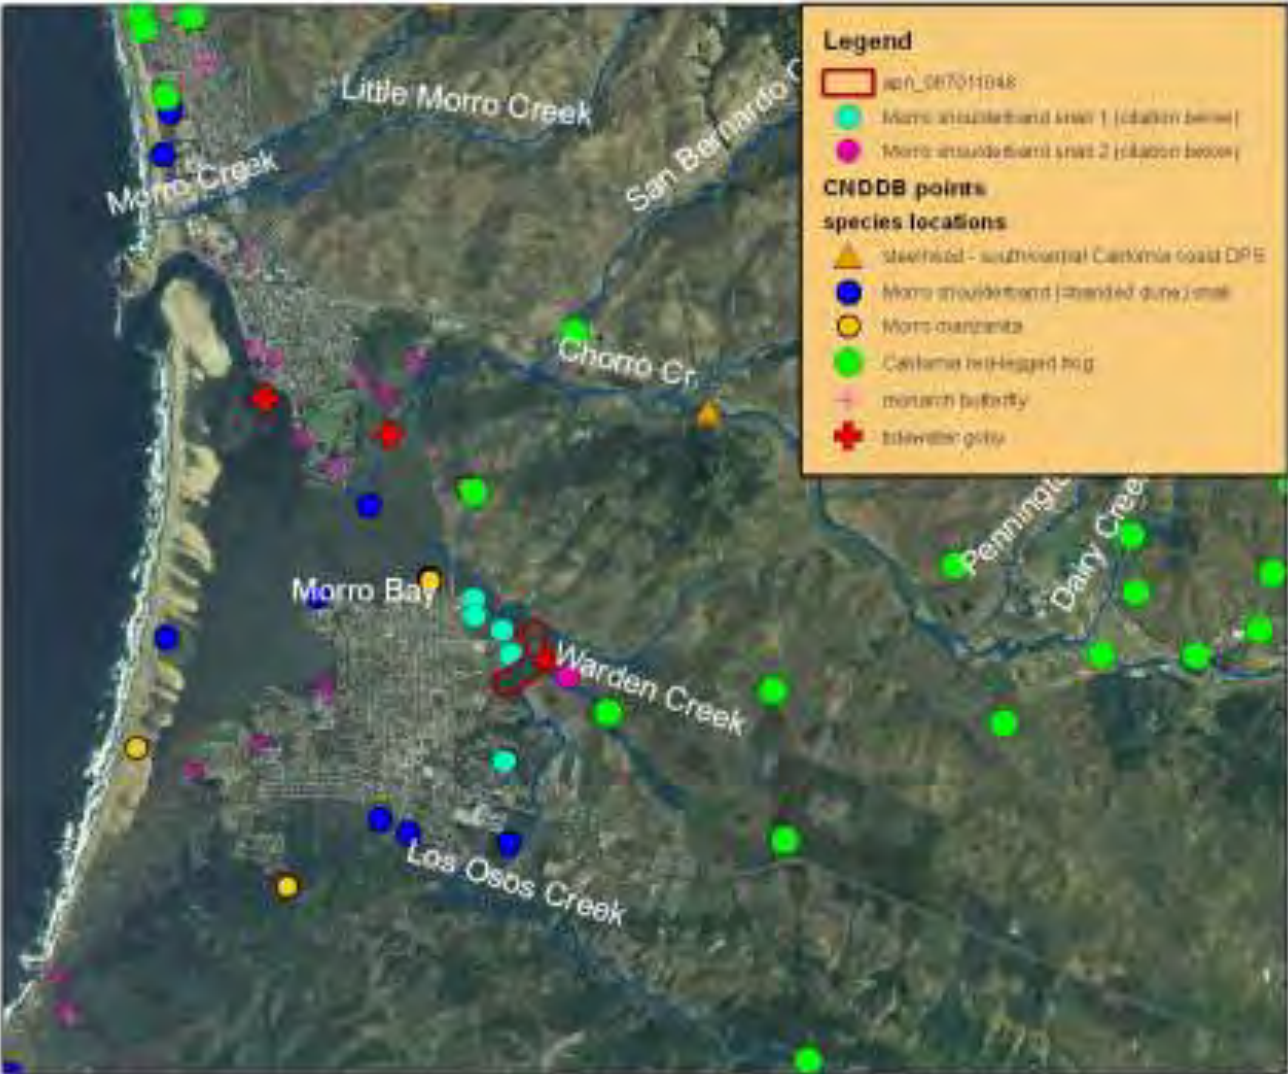 Legend
apn_067011048
Morro shoulderband snail 1 (citation below)
Morro shoulderband snail 2 (citation below)
CNDDB points
species locations
steelhead - south/central California coast DPS
Morro shoulderband (=banded dune) snail
Morro manzanita
California red-legged frog
monarch butterfly
tidewater goby
Little Morro Creek
San Bernardo C
Morro Creek
Chorro Cr.
Penningto
Dairy Cree
Morro Bay
Warden Creek
Los Osos Creek